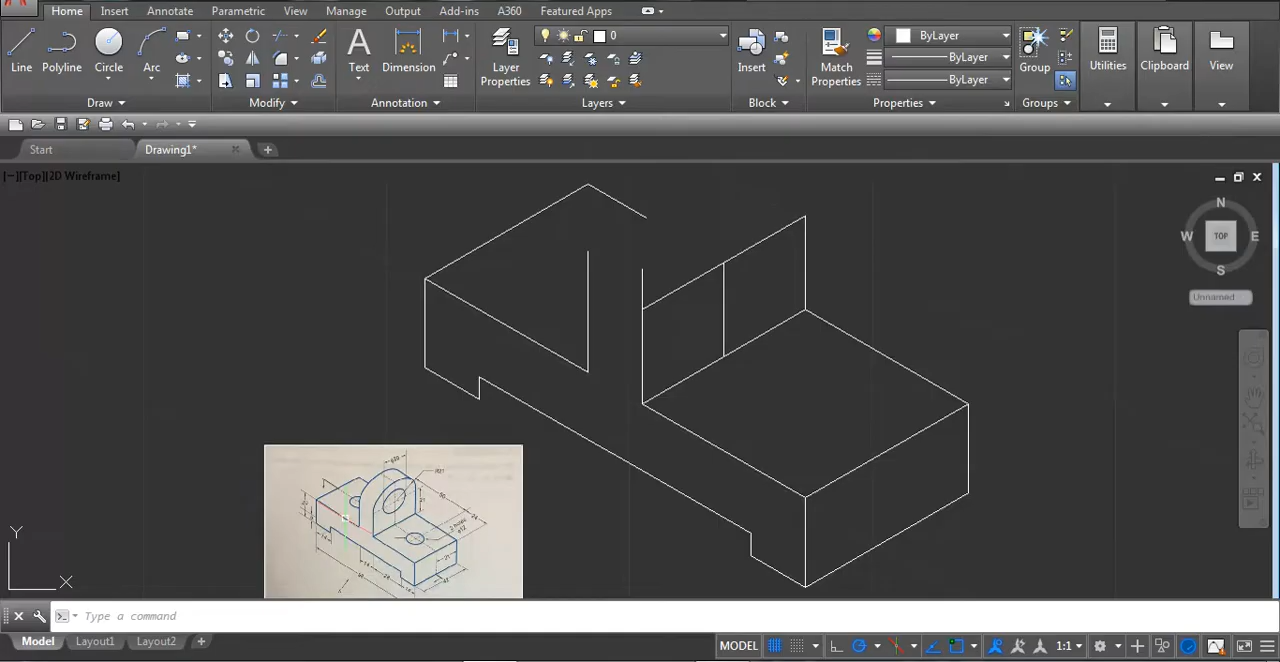 Home Insert Annotate Parametric View Manage Output Add-ins A360 Featured Apps
Line Polyline Circle Arc Text Dimension Layer Properties 0 Insert Match Properties ByLayer ByLayer ByLayer Group Utilities Clipboard View
Draw Modify Annotation Layers Block Properties Groups
Start Drawing1* +
[−][Top][2D Wireframe]
N
W TOP E
S
Unnamed
Y
X
Type a command
Model Layout1 Layout2 + MODEL 1:1